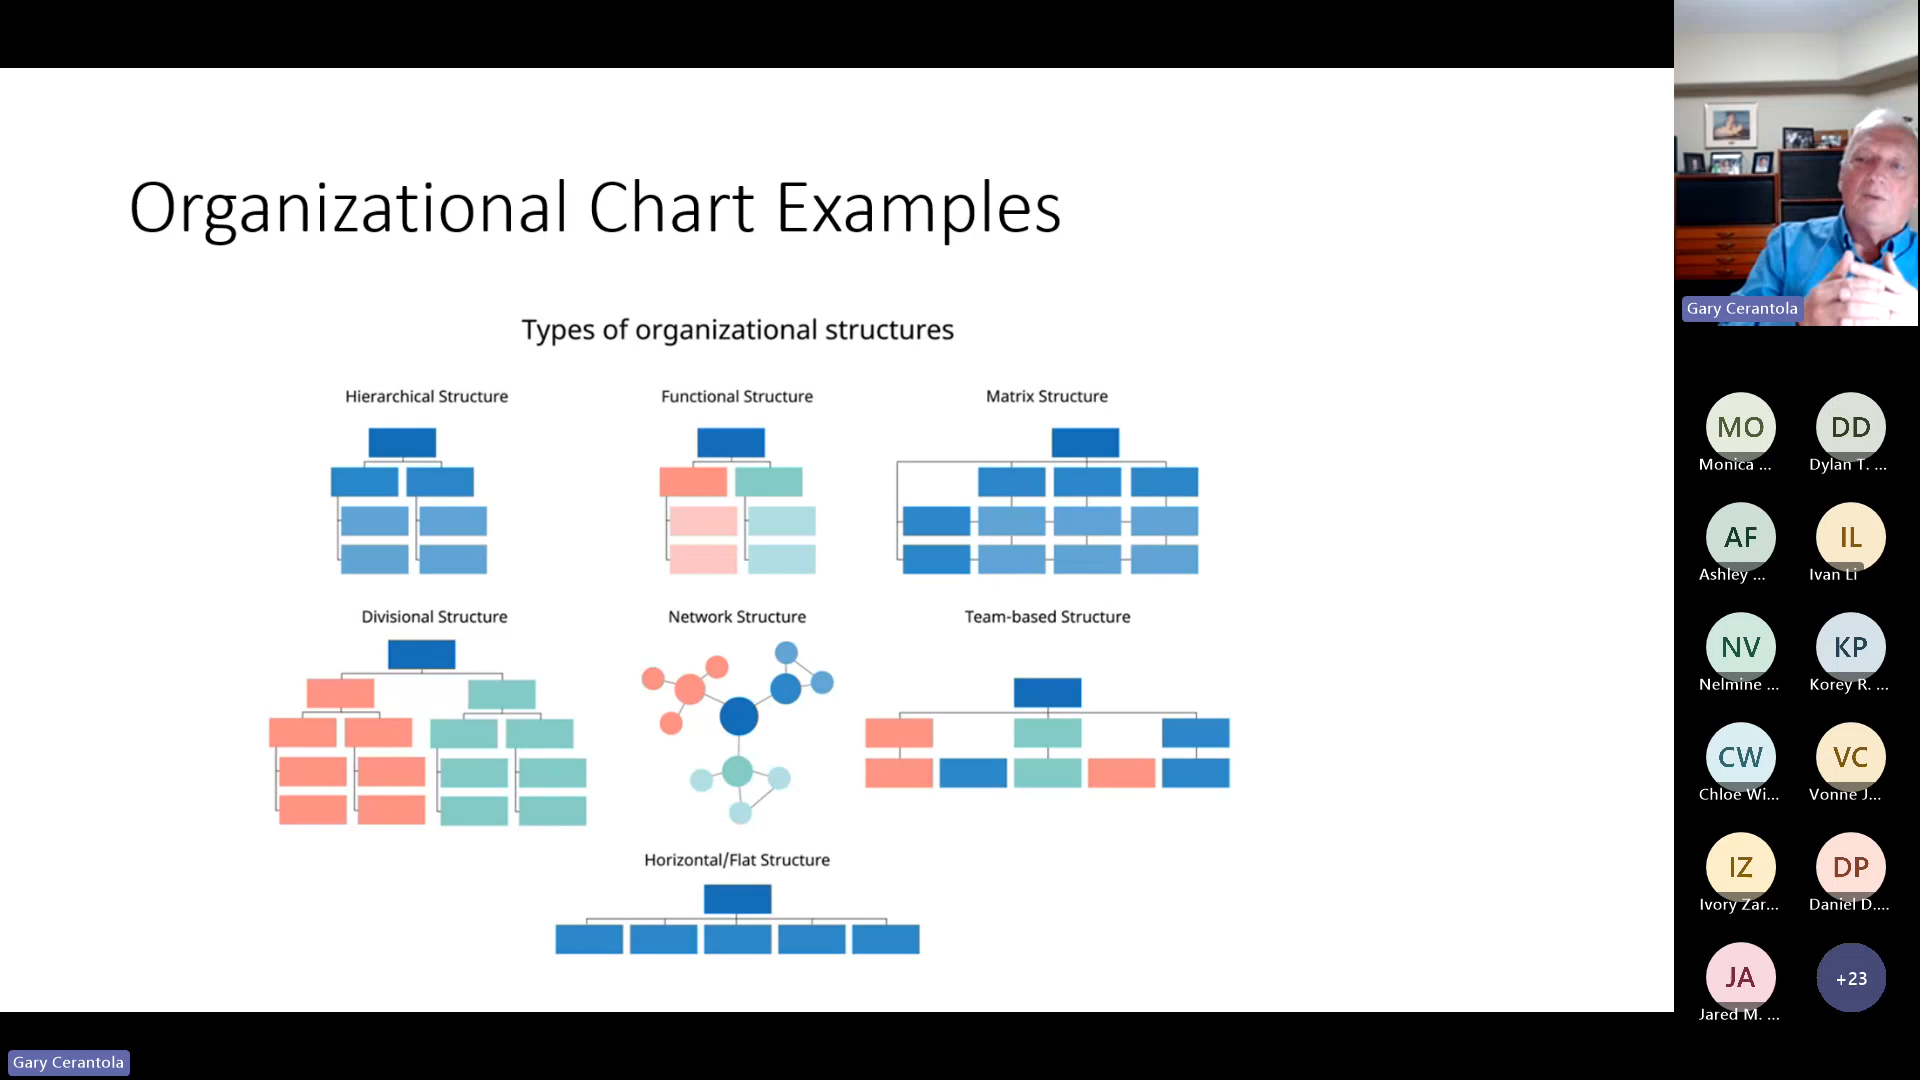 Organizational Chart Examples
Types of organizational structures
Hierarchical Structure
Functional Structure
Matrix Structure
Divisional Structure
Network Structure
Team-based Structure
Horizontal/Flat Structure
Gary Cerantola
MO
Monica ...
DD
Dylan T. ...
AF
Ashley ...
IL
Ivan Li
NV
Nelmine ...
KP
Korey R. ...
CW
Chloe Wi...
VC
Vonne J...
IZ
Ivory Zar...
DP
Daniel D....
JA
Jared M. ...
+23
Gary Cerantola